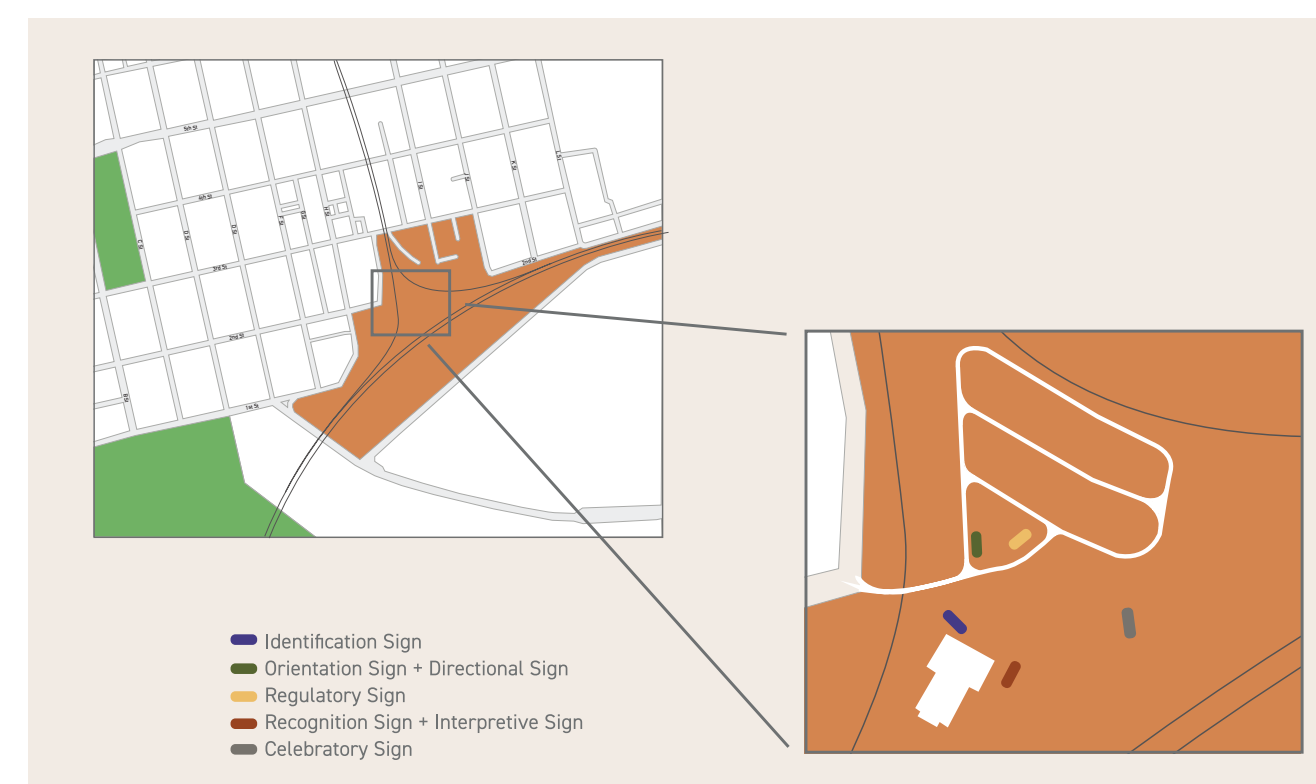 5th St
4th St
3rd St
2nd St
1st St
2nd St
C St
D St
F St
G St
H St
I St
J St
K St
L St
B St
Identification Sign
Orientation Sign + Directional Sign
Regulatory Sign
Recognition Sign + Interpretive Sign
Celebratory Sign